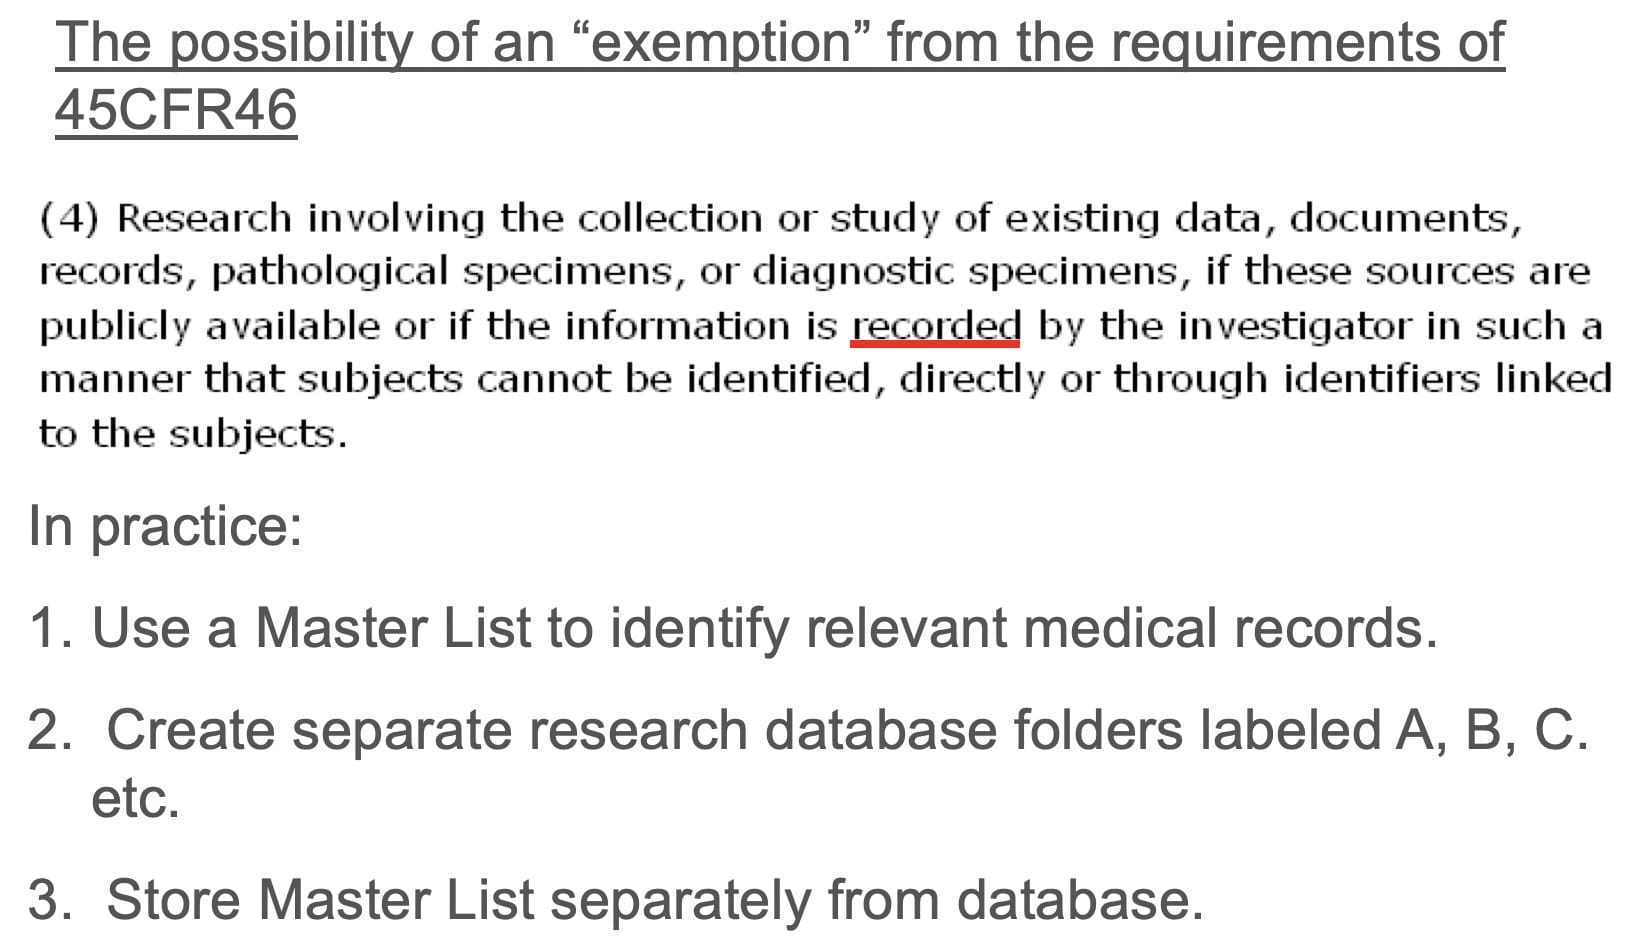 The possibility of an “exemption” from the requirements of
45CFR46
(4) Research involving the collection or study of existing data, documents,
records, pathological specimens, or diagnostic specimens, if these sources are
publicly available or if the information is recorded by the investigator in such a
manner that subjects cannot be identified, directly or through identifiers linked
to the subjects.
In practice:
1. Use a Master List to identify relevant medical records.
2. Create separate research database folders labeled A, B, C.
etc.
3. Store Master List separately from database.